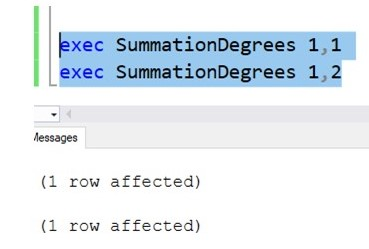 exec SummationDegrees 1,1
exec SummationDegrees 1,2
Messages
(1 row affected)
(1 row affected)